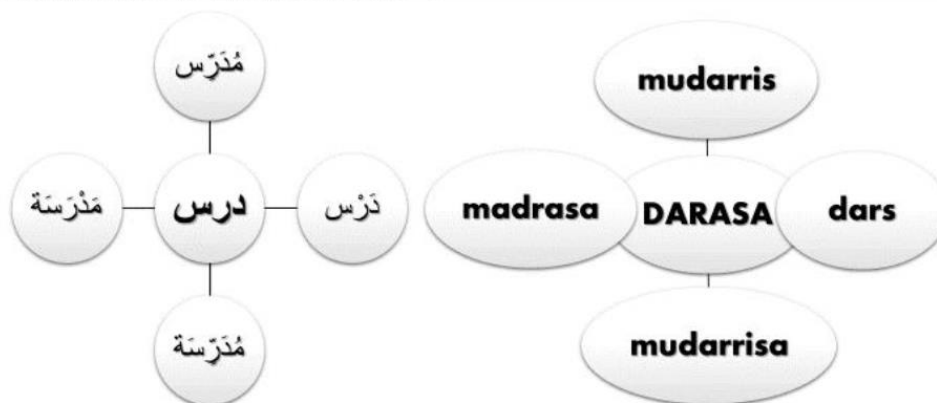 مُدَرِّس
مَدْرَسَة درس دَرْس
مُدَرِّسَة
mudarris
madrasa DARASA dars
mudarrisa